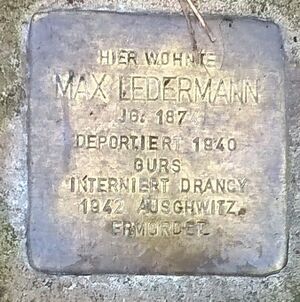 HIER WOHNTE
MAX LEDERMANN
JG. 187
DEPORTIERT 1940
GURS
INTERNIERT DRANCY
1942 AUSCHWITZ
ERMORDET